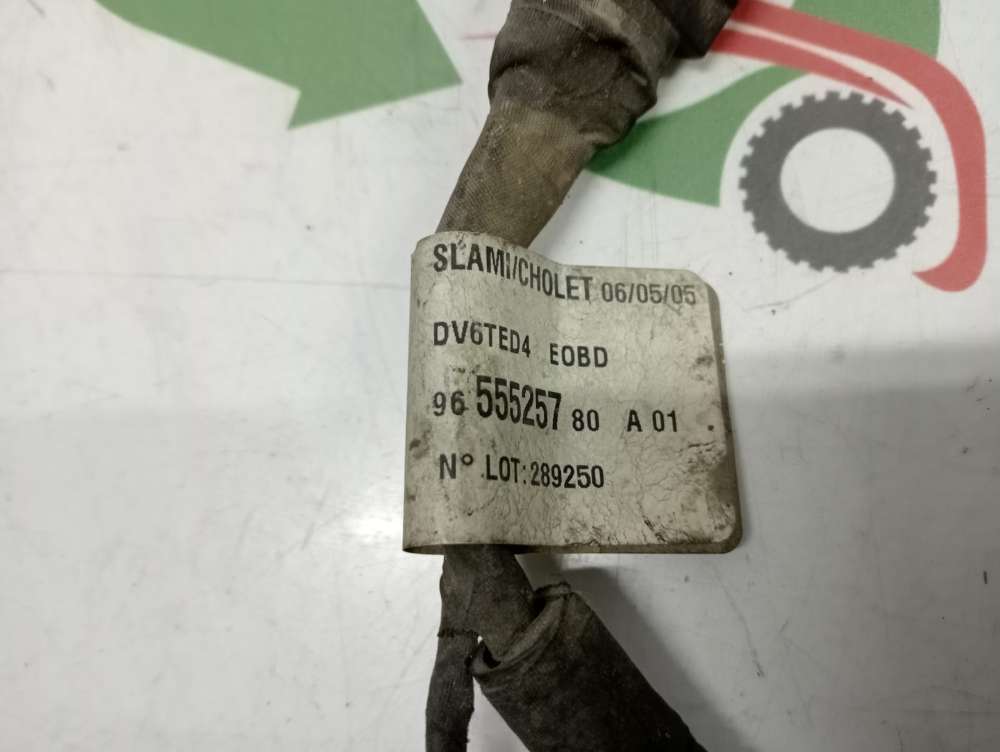 SLAMI/CHOLET 06/05/05
DV6TED4 EOBD
96 555257 80 A 01
N° LOT: 289250